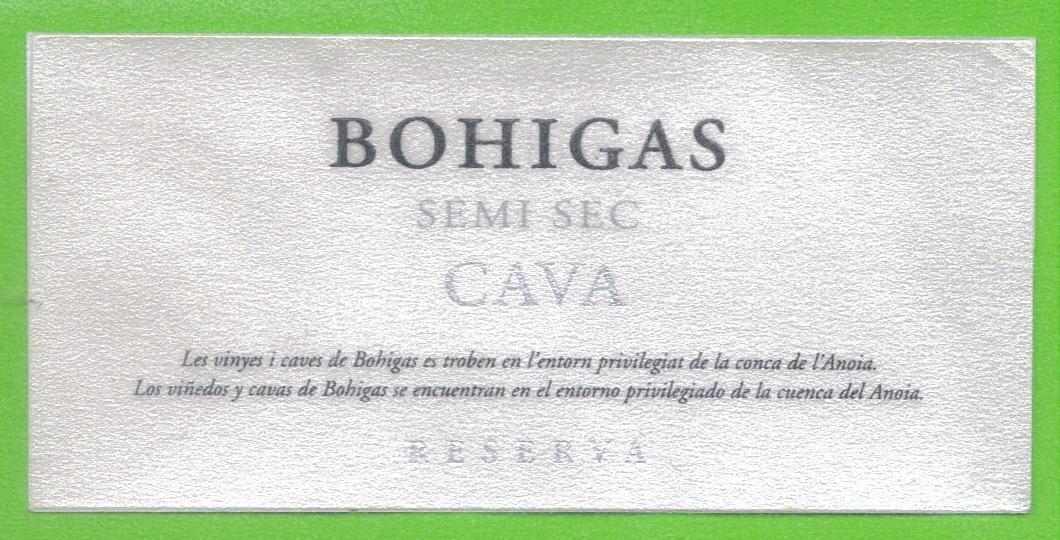 BOHIGAS
SEMI SEC
CAVA
Les vinyes i caves de Bohigas es troben en l'entorn privilegiat de la conca de l'Anoia.
Los viñedos y cavas de Bohigas se encuentran en el entorno privilegiado de la cuenca del Anoia.
RESERVA